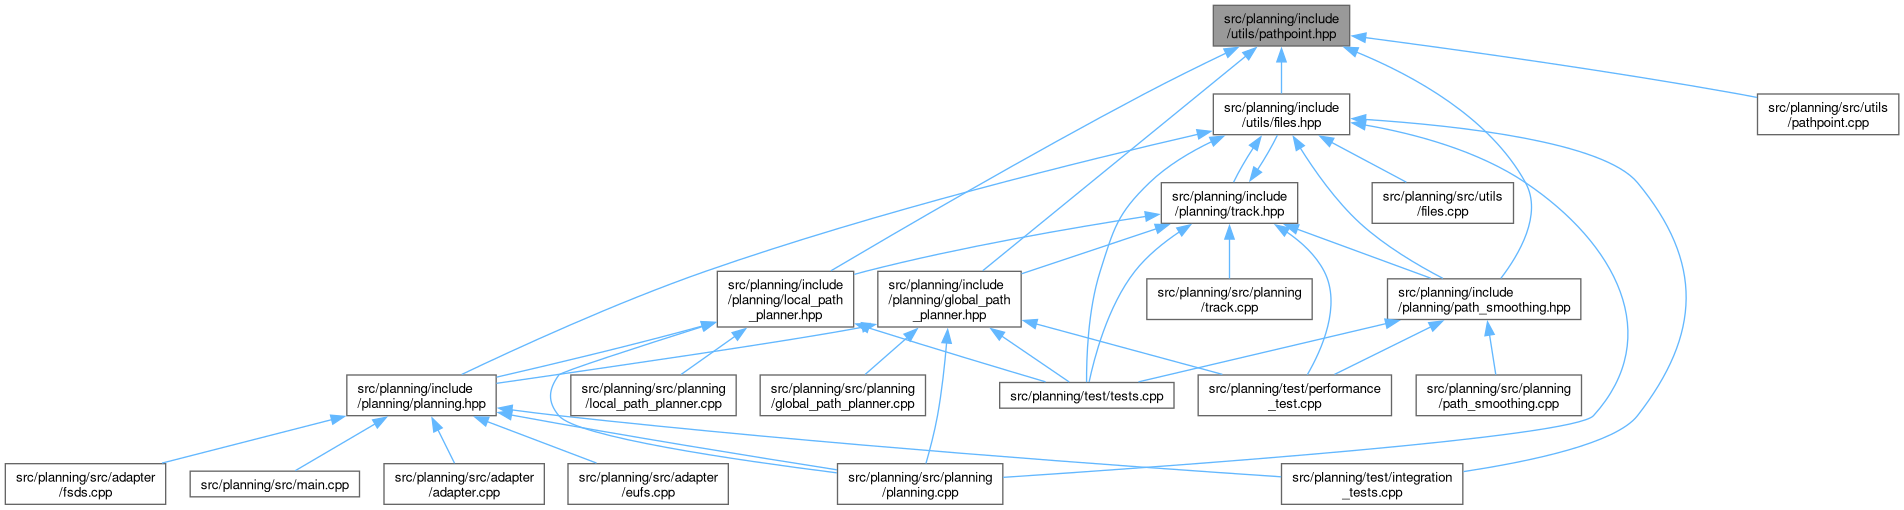 src/planning/include
/utils/pathpoint.hpp
src/planning/include
/utils/files.hpp
src/planning/src/utils
/pathpoint.cpp
src/planning/include
/planning/track.hpp
src/planning/src/utils
/files.cpp
src/planning/include
/planning/local_path
_planner.hpp
src/planning/include
/planning/global_path
_planner.hpp
src/planning/src/planning
/track.cpp
src/planning/include
/planning/path_smoothing.hpp
src/planning/include
/planning/planning.hpp
src/planning/src/planning
/local_path_planner.cpp
src/planning/src/planning
/global_path_planner.cpp
src/planning/test/tests.cpp
src/planning/test/performance
_test.cpp
src/planning/src/planning
/path_smoothing.cpp
src/planning/src/adapter
/fsds.cpp
src/planning/src/main.cpp
src/planning/src/adapter
/adapter.cpp
src/planning/src/adapter
/eufs.cpp
src/planning/src/planning
/planning.cpp
src/planning/test/integration
_tests.cpp